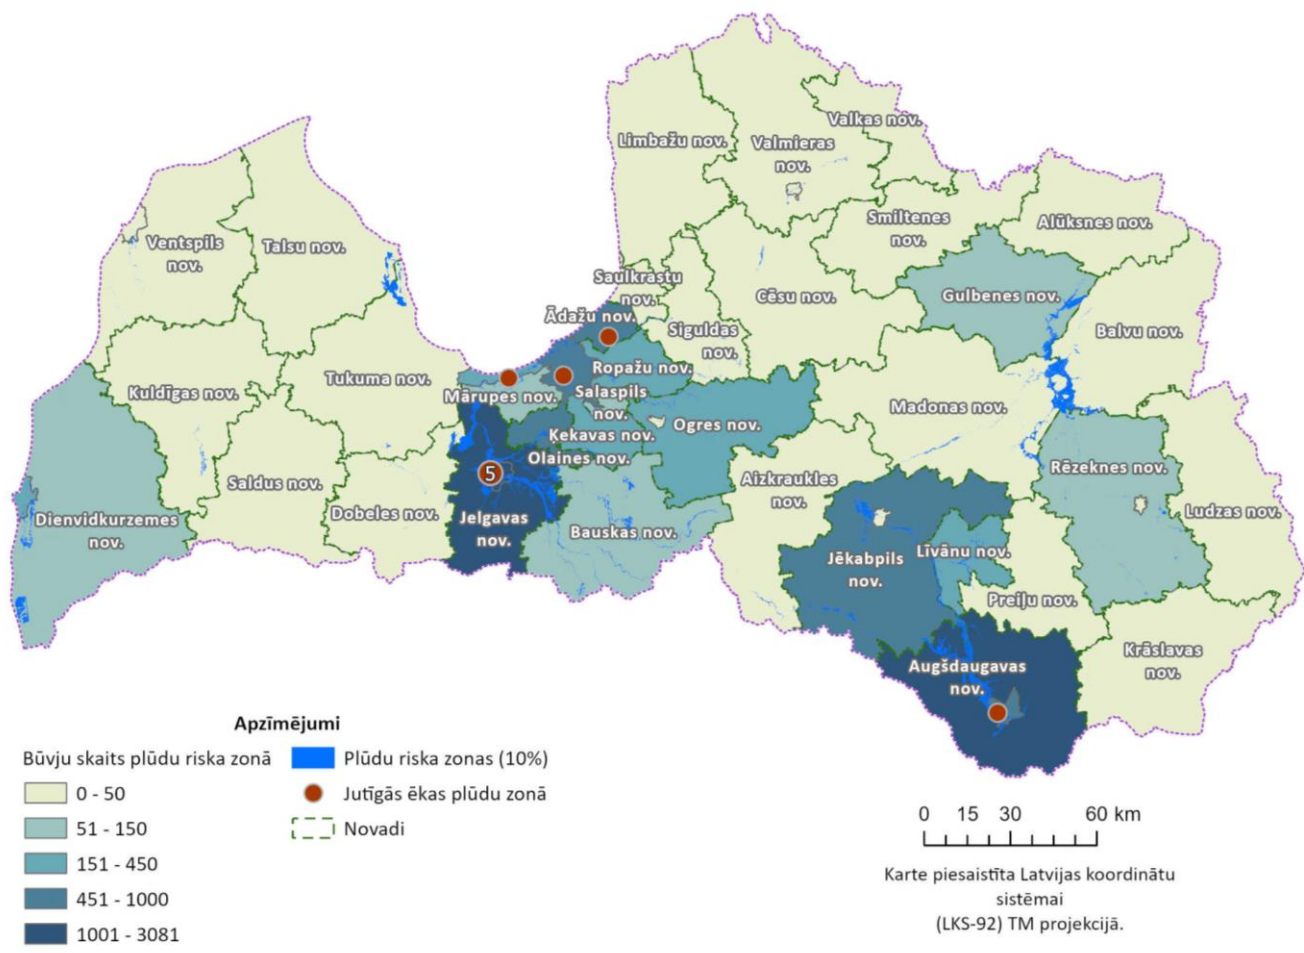 Valkas nov.
Limbažu nov.
Valmieras
nov.
Smiltenes
nov.
Alūksnes nov.
Ventspils
nov.
Talsu nov.
Saulkrastu
nov.
Cēsu nov.
Gulbenes nov.
Ādažu nov.
Siguldas
nov.
Balvu nov.
Ropažu nov.
Tukuma nov.
Kuldīgas nov.
Mārupes nov.
Salaspils
nov.
Madonas nov.
Ogres nov.
Ķekavas nov.
Olaines nov.
5
Rēzeknes nov.
Saldus nov.
Aizkraukles
nov.
Dienvidkurzemes
nov.
Dobeles nov.
Jelgavas
nov.
Bauskas nov.
Ludzas nov.
Jēkabpils
nov.
Līvānu nov.
Preiļu nov.
Krāslavas
nov.
Augšdaugavas
nov.
Apzīmējumi
Būvju skaits plūdu riska zonā
0 - 50
51 - 150
151 - 450
451 - 1000
1001 - 3081
Plūdu riska zonas (10%)
Jutīgās ēkas plūdu zonā
Novadi
0 15 30 60 km
Karte piesaistīta Latvijas koordinātu
sistēmai
(LKS-92) TM projekcijā.